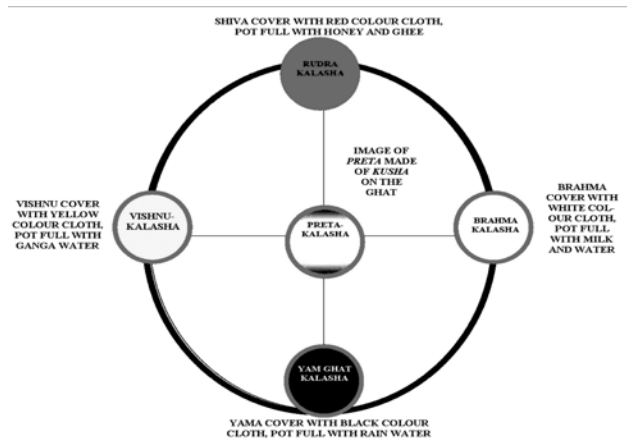 SHIVA COVER WITH RED COLOUR CLOTH,
POT FULL WITH HONEY AND GHEE
RUDRA
KALASHA
IMAGE OF
PRETA MADE
OF KUSHA
ON THE
GHAT
VISHNU COVER
WITH YELLOW
COLOUR CLOTH,
POT FULL WITH
GANGA WATER
VISHNU-
KALASHA
PRETA-
KALASHA
BRAHMA
KALASHA
BRAHMA
COVER WITH
WHITE COL-
OUR CLOTH,
POT FULL
WITH MILK
AND WATER
YAM GHAT
KALASHA
YAMA COVER WITH BLACK COLOUR
CLOTH, POT FULL WITH RAIN WATER